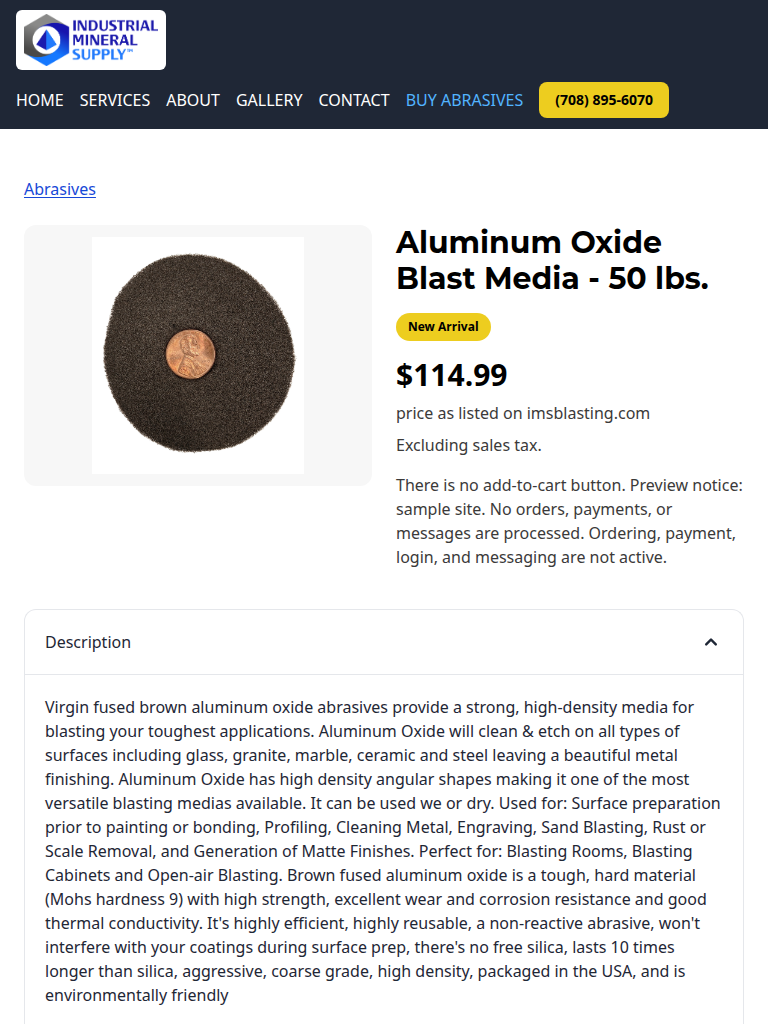 INDUSTRIAL
MINERAL
SUPPLY™
HOME SERVICES ABOUT GALLERY CONTACT BUY ABRASIVES (708) 895-6070
Abrasives
Aluminum Oxide
Blast Media - 50 lbs.
New Arrival
$114.99
price as listed on imsblasting.com
Excluding sales tax.
There is no add-to-cart button. Preview notice:
sample site. No orders, payments, or
messages are processed. Ordering, payment,
login, and messaging are not active.
Description
Virgin fused brown aluminum oxide abrasives provide a strong, high-density media for
blasting your toughest applications. Aluminum Oxide will clean & etch on all types of
surfaces including glass, granite, marble, ceramic and steel leaving a beautiful metal
finishing. Aluminum Oxide has high density angular shapes making it one of the most
versatile blasting medias available. It can be used we or dry. Used for: Surface preparation
prior to painting or bonding, Profiling, Cleaning Metal, Engraving, Sand Blasting, Rust or
Scale Removal, and Generation of Matte Finishes. Perfect for: Blasting Rooms, Blasting
Cabinets and Open-air Blasting. Brown fused aluminum oxide is a tough, hard material
(Mohs hardness 9) with high strength, excellent wear and corrosion resistance and good
thermal conductivity. It's highly efficient, highly reusable, a non-reactive abrasive, won't
interfere with your coatings during surface prep, there's no free silica, lasts 10 times
longer than silica, aggressive, coarse grade, high density, packaged in the USA, and is
environmentally friendly